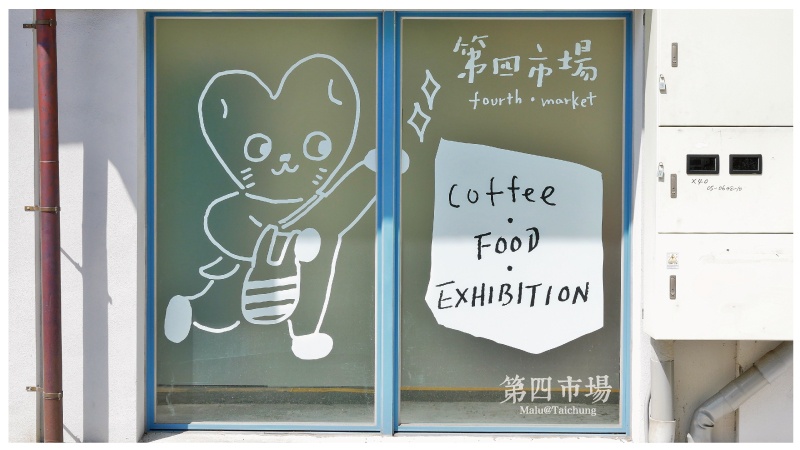 第四市場
fourth・market
Coffee
・
FOOD
・
EXHIBITION
第四市場
Malu@Taichung